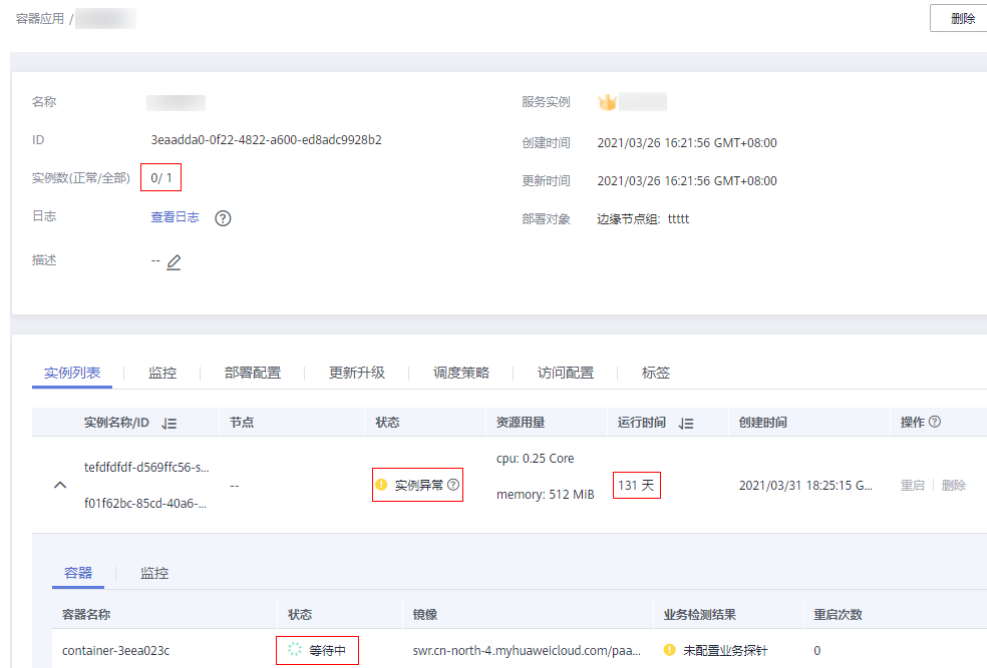 容器应用 /
删除
名称
服务实例
ID 3eaadda0-0f22-4822-a600-ed8adc9928b2
创建时间 2021/03/26 16:21:56 GMT+08:00
实例数(正常/全部) 0/ 1
更新时间 2021/03/26 16:21:56 GMT+08:00
日志 查看日志 ?
部署对象 边缘节点组: ttttt
描述 --
实例列表 监控 部署配置 更新升级 调度策略 访问配置 标签
实例名称/ID 节点 状态 资源用量 运行时间 创建时间 操作 ?
tefdfdfdf-d569ffc56-s...
f01f62bc-85cd-40a6-...
--
实例异常 ?
cpu: 0.25 Core
memory: 512 MiB
131 天
2021/03/31 18:25:15 G...
重启 删除
容器 监控
容器名称 状态 镜像 业务检测结果 重启次数
container-3eea023c 等待中 swr.cn-north-4.myhuaweicloud.com/paa... 未配置业务探针 0